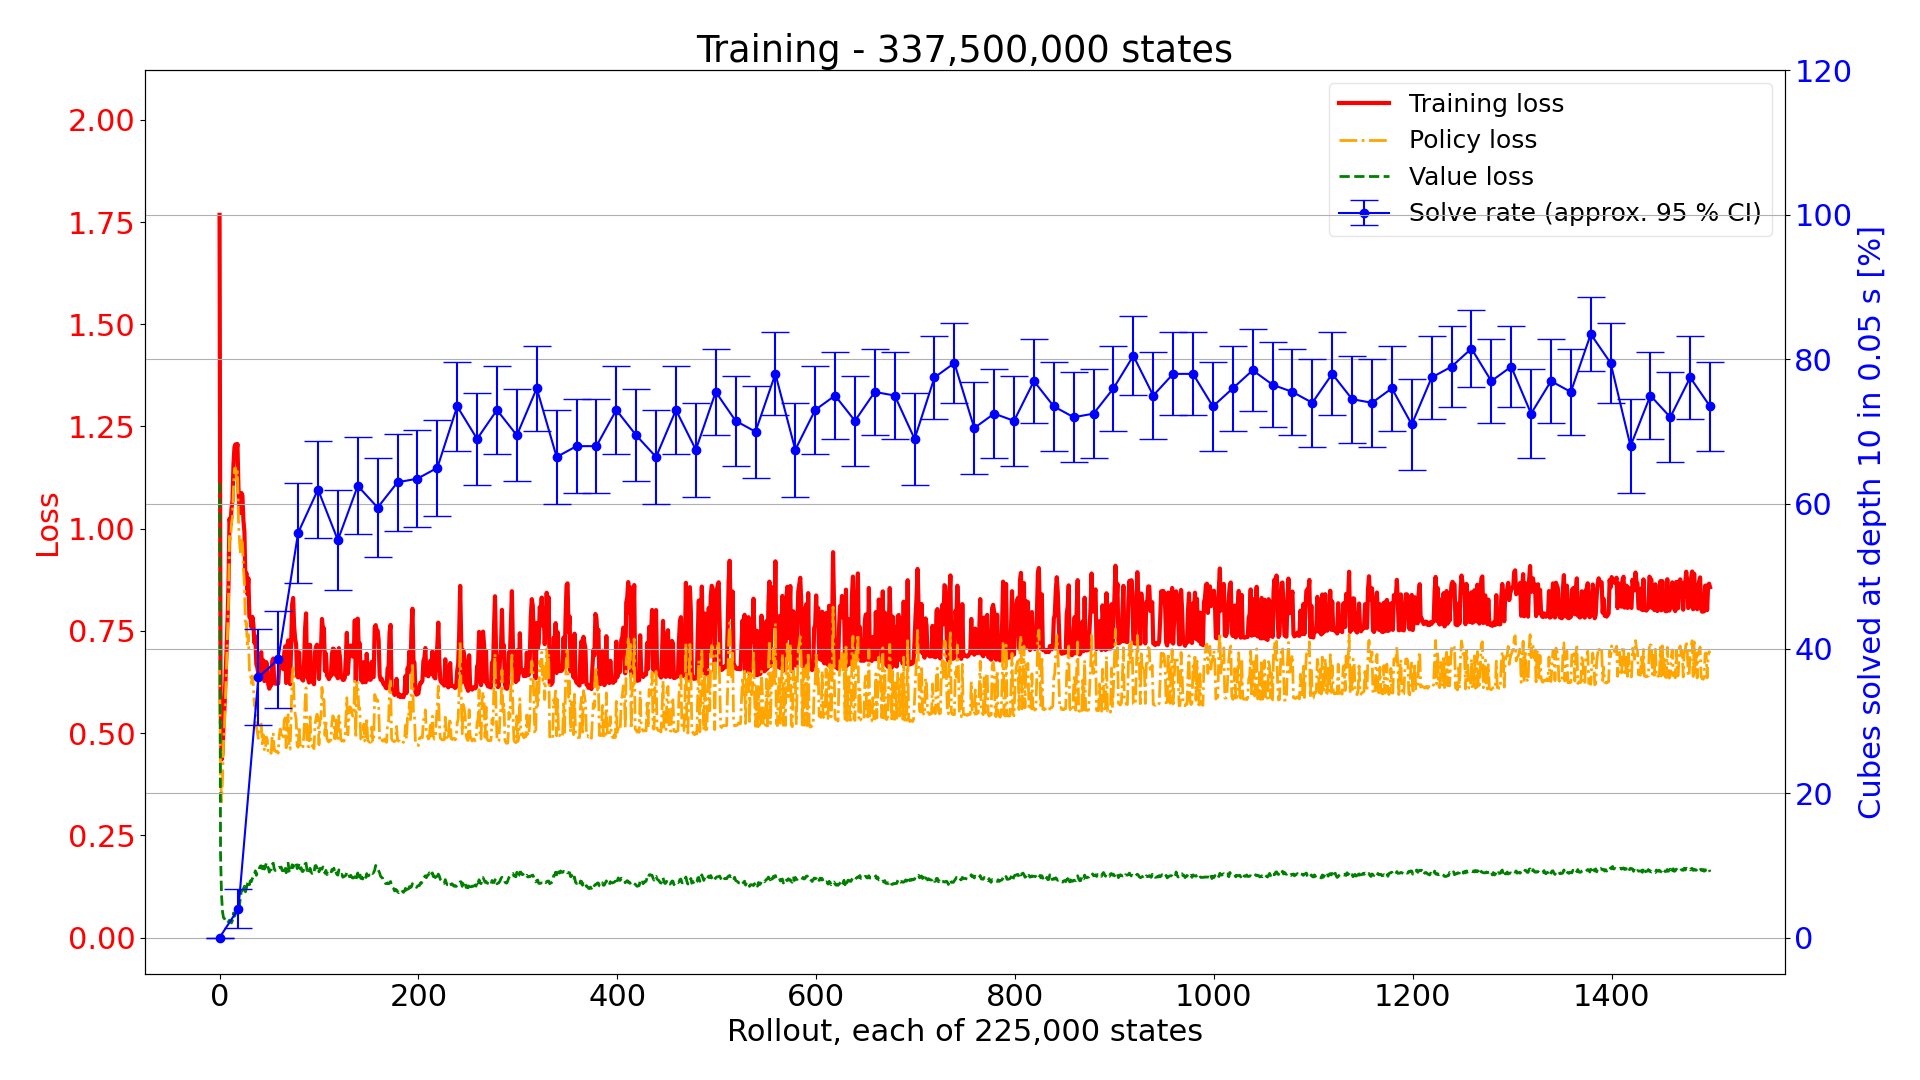 Training - 337,500,000 states
2.00
1.75
1.50
1.25
1.00
0.75
0.50
0.25
0.00
Loss
Training loss
Policy loss
Value loss
Solve rate (approx. 95 % CI)
120
100
80
60
40
20
0
Cubes solved at depth 10 in 0.05 s [%]
0 200 400 600 800 1000 1200 1400
Rollout, each of 225,000 states